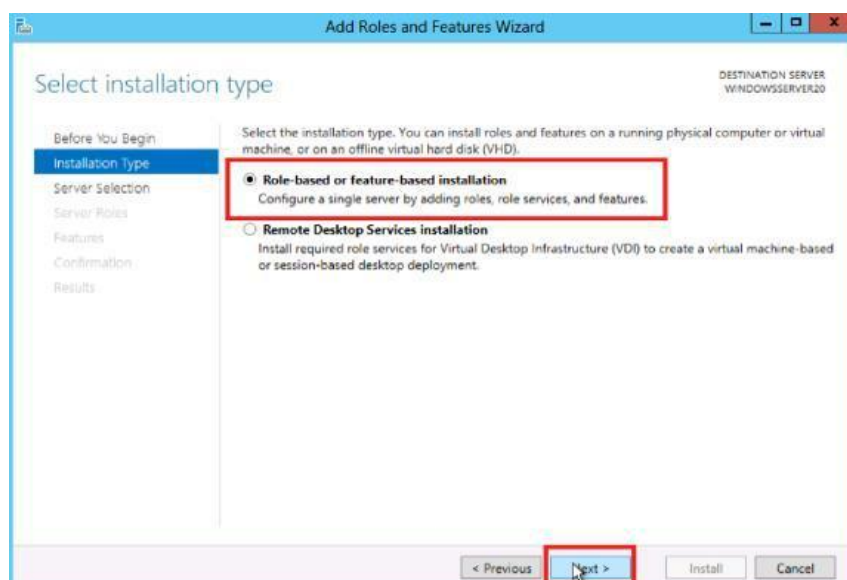 Add Roles and Features Wizard
Select installation type
DESTINATION SERVER
WINDOWSSERVER20
Before You Begin
Installation Type
Server Selection
Server Roles
Features
Confirmation
Results
Select the installation type. You can install roles and features on a running physical computer or virtual
machine, or on an offline virtual hard disk (VHD).
Role-based or feature-based installation
Configure a single server by adding roles, role services, and features.
Remote Desktop Services installation
Install required role services for Virtual Desktop Infrastructure (VDI) to create a virtual machine-based
or session-based desktop deployment.
< Previous
Next >
Install
Cancel